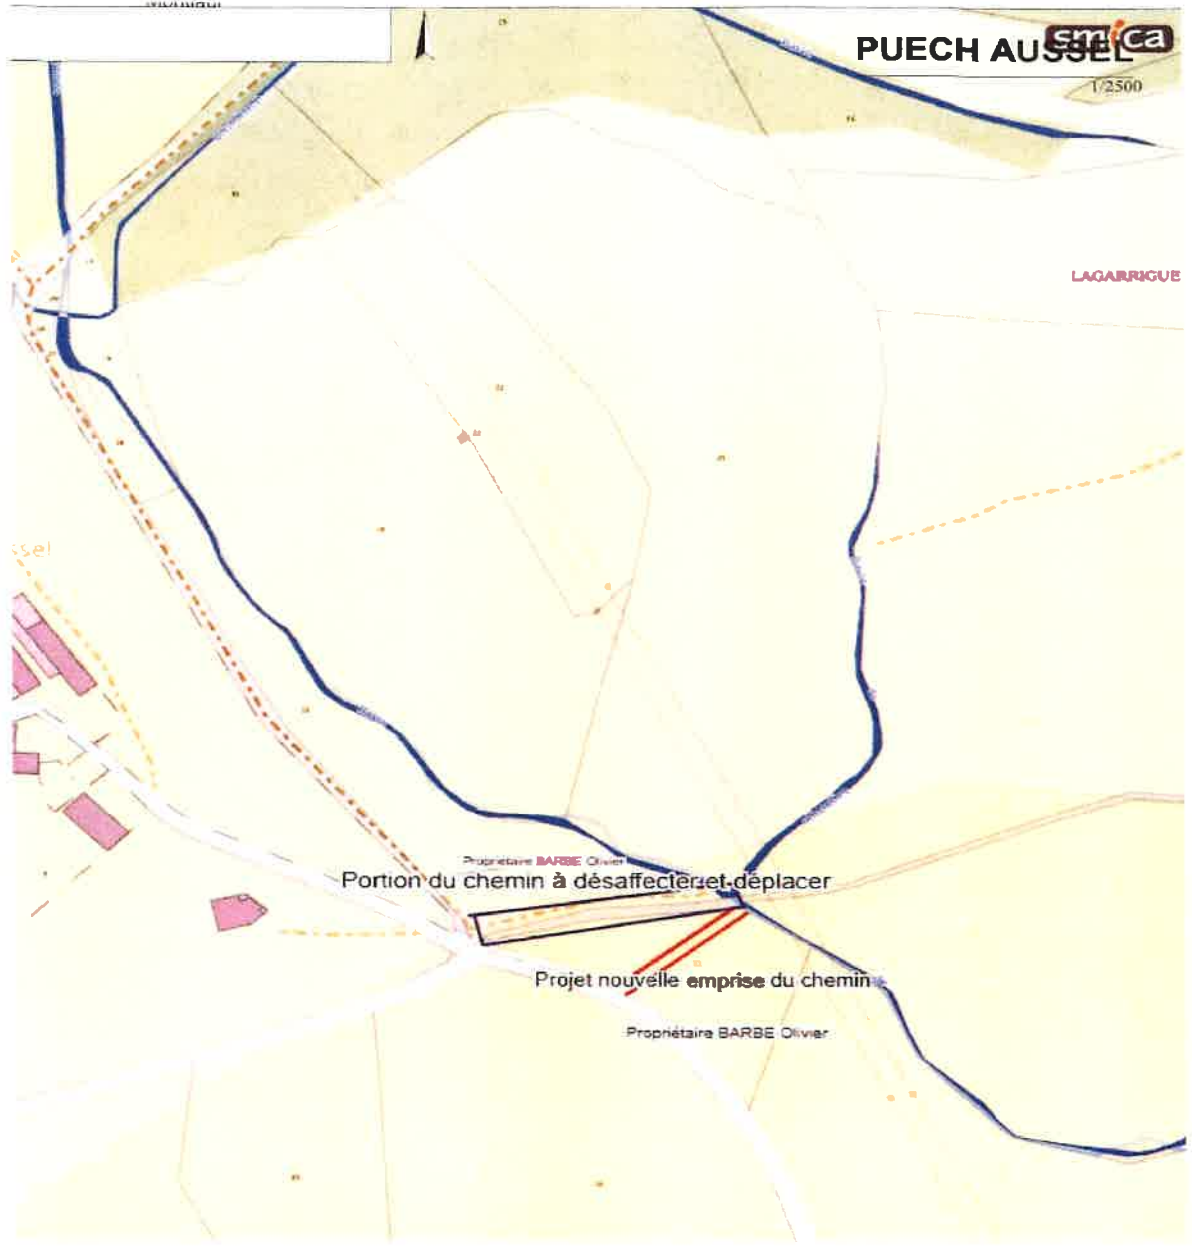 PUECH AUSSEL
smica
1/2500
LAGARRIGUE
ssel
Propriétaire BARBE Olivier
Portion du chemin à désaffecter et déplacer
Projet nouvelle emprise du chemin
Propriétaire BARBE Olivier